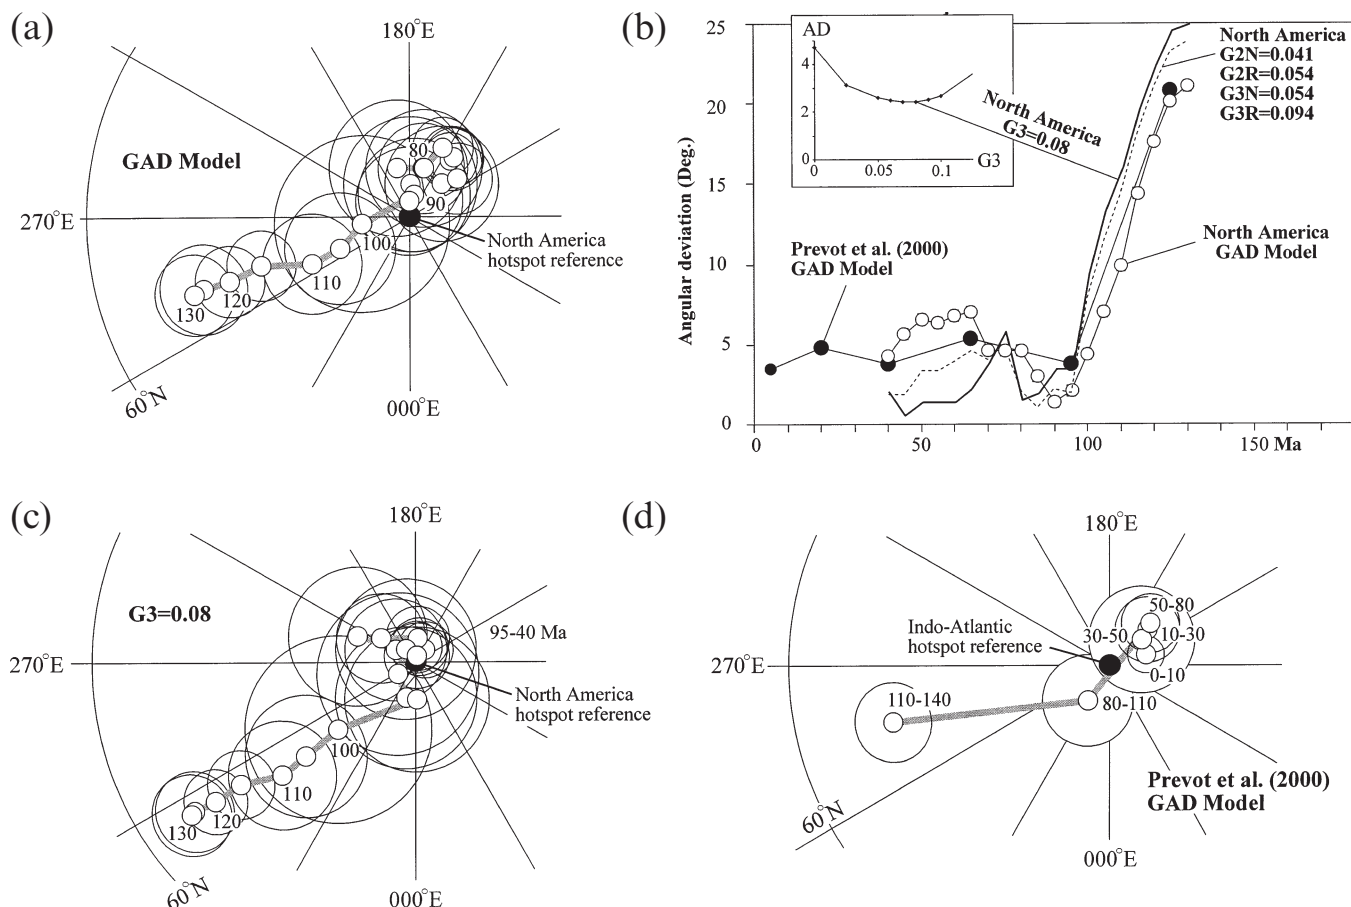 (a)
180°E
GAD Model
80
90
270°E
100
North America
hotspot reference
110
120
130
60°N
000°E
(b)
25
20
15
10
5
0
Angular deviation (Deg.)
AD
4
2
0
0
0.05
0.1
G3
North America
G3=0.08
North America
G2N=0.041
G2R=0.054
G3N=0.054
G3R=0.094
Prevot et al. (2000)
GAD Model
North America
GAD Model
0
50
100
150 Ma
(c)
180°E
G3=0.08
95-40 Ma
270°E
North America
hotspot reference
100
110
120
130
60°N
000°E
(d)
180°E
Indo-Atlantic
hotspot reference
50-80
30-50
10-30
0-10
270°E
110-140
80-110
Prevot et al. (2000)
GAD Model
60°N
000°E